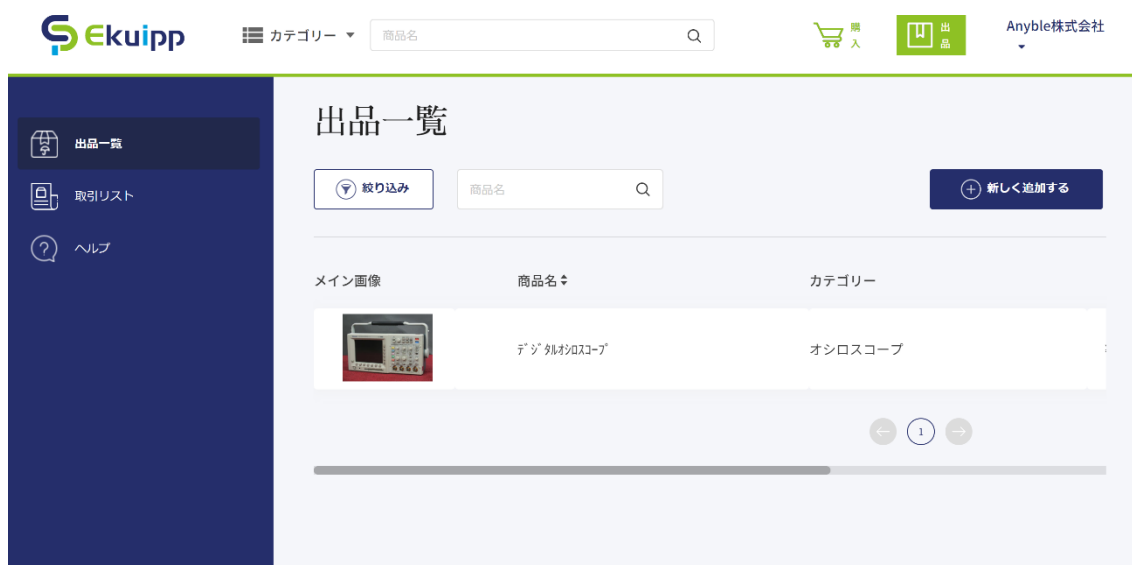 Ekuipp
カテゴリー
商品名
購入
出品
Anyble株式会社
出品一覧
取引リスト
ヘルプ
出品一覧
絞り込み
商品名
新しく追加する
メイン画像 商品名 カテゴリー
ﾃﾞｼﾞﾀﾙｵｼﾛｽｺｰﾌﾟ オシロスコープ
1